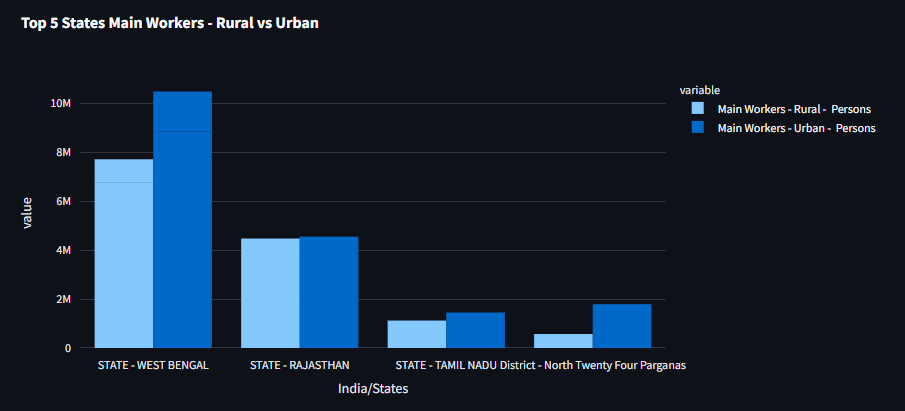 Top 5 States Main Workers - Rural vs Urban
variable
Main Workers - Rural -  Persons
Main Workers - Urban -  Persons
10M
8M
6M
4M
2M
0
value
STATE - WEST BENGAL
STATE - RAJASTHAN
STATE - TAMIL NADU
District - North Twenty Four Parganas
India/States